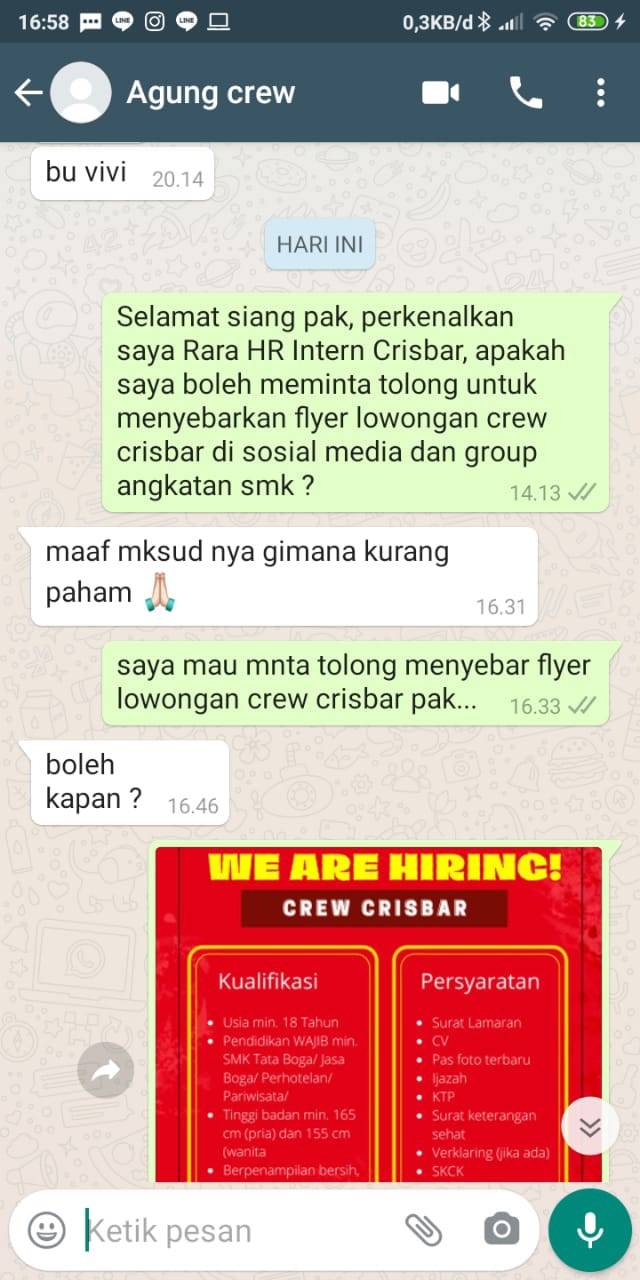 16:58
0,3KB/d
83
Agung crew
bu vivi 20.14
HARI INI
Selamat siang pak, perkenalkan
saya Rara HR Intern Crisbar, apakah
saya boleh meminta tolong untuk
menyebarkan flyer lowongan crew
crisbar di sosial media dan group
angkatan smk ? 14.13
maaf mksud nya gimana kurang
paham 🙏🏻
16.31
saya mau mnta tolong menyebar flyer
lowongan crew crisbar pak... 16.33
boleh
kapan ? 16.46
WE ARE HIRING!
CREW CRISBAR
Kualifikasi
• Usia min. 18 Tahun
• Pendidikan WAJIB min.
SMK Tata Boga/ Jasa
Boga/ Perhotelan/
Pariwisata/
• Tinggi badan min. 165
cm (pria) dan 155 cm
(wanita
• Berpenampilan bersih,
Persyaratan
• Surat Lamaran
• CV
• Pas foto terbaru
• Ijazah
• KTP
• Surat keterangan
sehat
• Verklaring (jika ada)
• SKCK
Ketik pesan